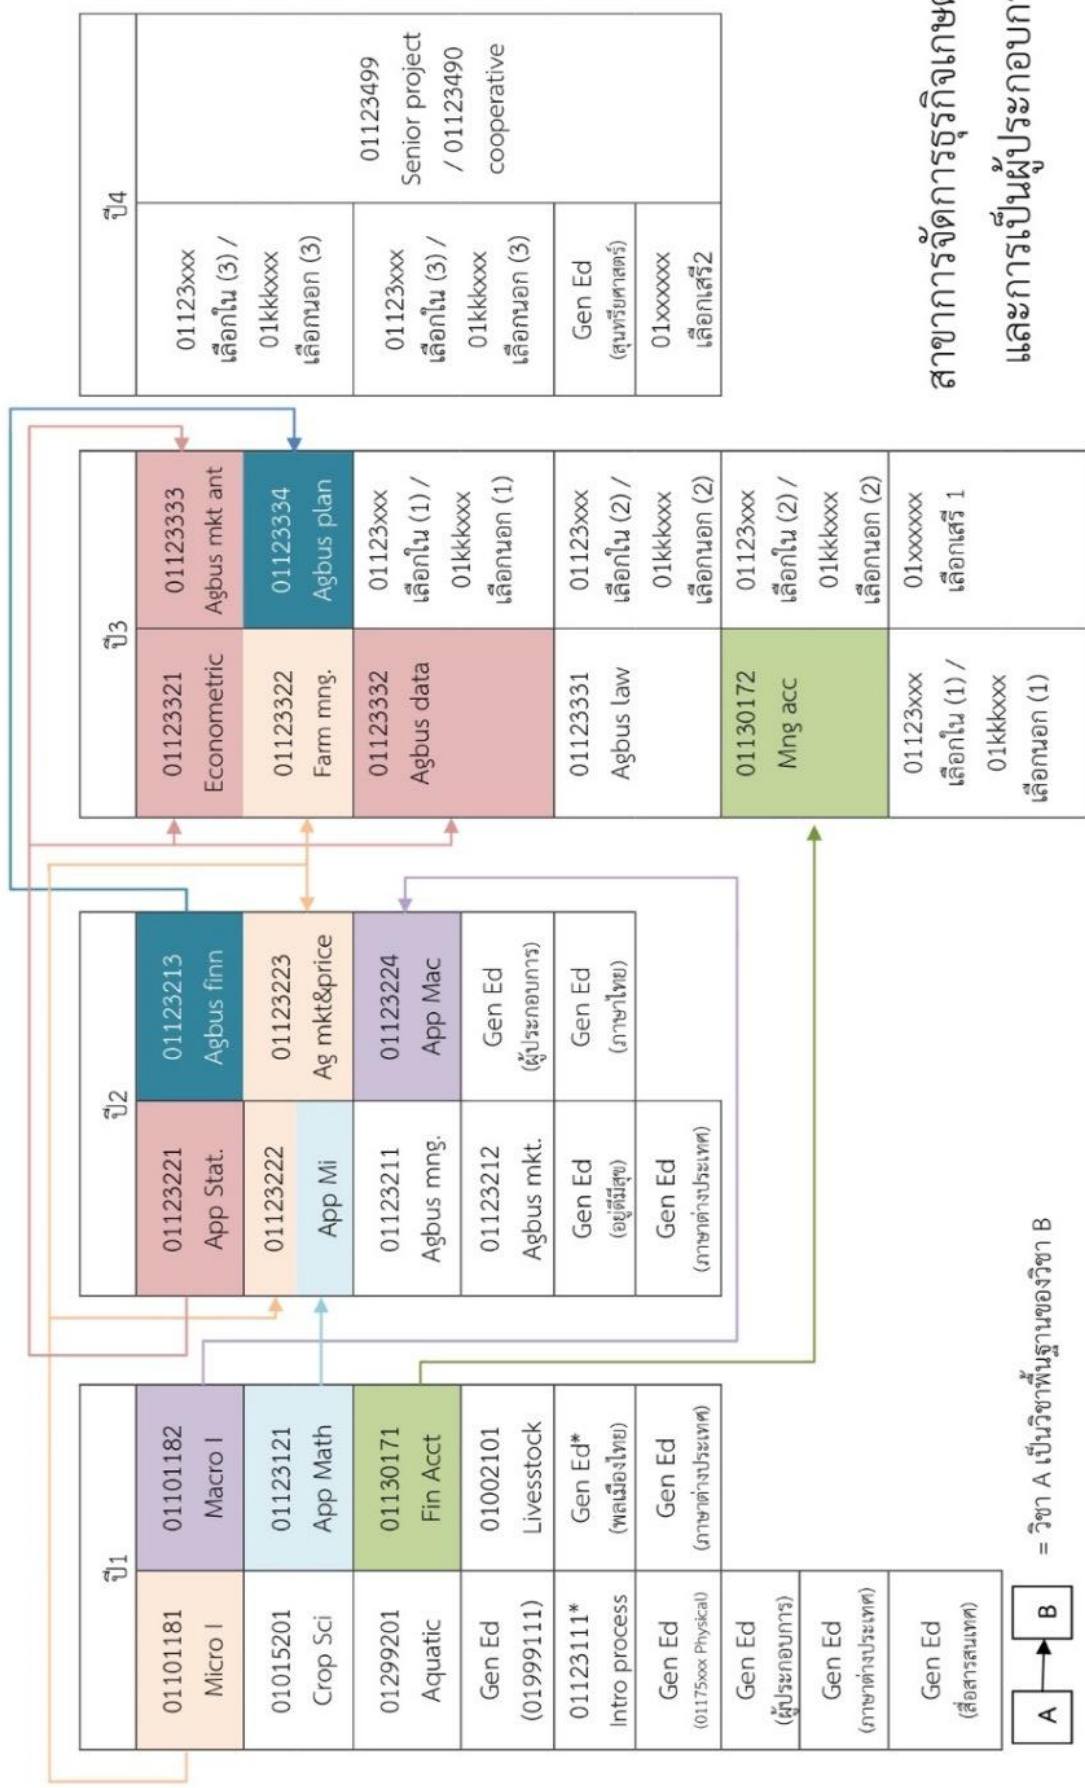 ปี1
01101181
Micro I
01101182
Macro I
01015201
Crop Sci
01123121
App Math
01299201
Aquatic
01130171
Fin Acct
Gen Ed
(01999111)
01002101
Livesstock
01123111*
Intro process
Gen Ed*
(พลเมืองไทย)
Gen Ed
(01175xxx Physical)
Gen Ed
(ภาษาต่างประเทศ)
Gen Ed
(ผู้ประกอบการ)
Gen Ed
(ภาษาต่างประเทศ)
Gen Ed
(สื่อสารสนเทศ)
ปี2
01123221
App Stat.
01123213
Agbus finn
01123222
App Mi
01123223
Ag mkt&price
01123211
Agbus mng.
01123224
App Mac
01123212
Agbus mkt.
Gen Ed
(ผู้ประกอบการ)
Gen Ed
(อยู่ดีมีสุข)
Gen Ed
(ภาษาไทย)
Gen Ed
(ภาษาต่างประเทศ)
ปี3
01123321
Econometric
01123333
Agbus mkt ant
01123322
Farm mng.
01123334
Agbus plan
01123332
Agbus data
01123xxx
เลือกใน (1) /
01kkkxxx
เลือกนอก (1)
01123331
Agbus law
01123xxx
เลือกใน (2) /
01kkkxxx
เลือกนอก (2)
01130172
Mng acc
01123xxx
เลือกใน (2) /
01kkkxxx
เลือกนอก (2)
01123xxx
เลือกใน (1) /
01kkkxxx
เลือกนอก (1)
01xxxxxx
เลือกเสรี 1
ปี4
01123xxx
เลือกใน (3) /
01kkkxxx
เลือกนอก (3)
01123499
Senior project
/ 01123490
cooperative
01123xxx
เลือกใน (3) /
01kkkxxx
เลือกนอก (3)
Gen Ed
(สุนทรียศาสตร์)
01xxxxxx
เลือกเสรี2
A
B
= วิชา A เป็นวิชาพื้นฐานของวิชา B
สาขาการจัดการธุรกิจเกษต
และการเป็นผู้ประกอบกา